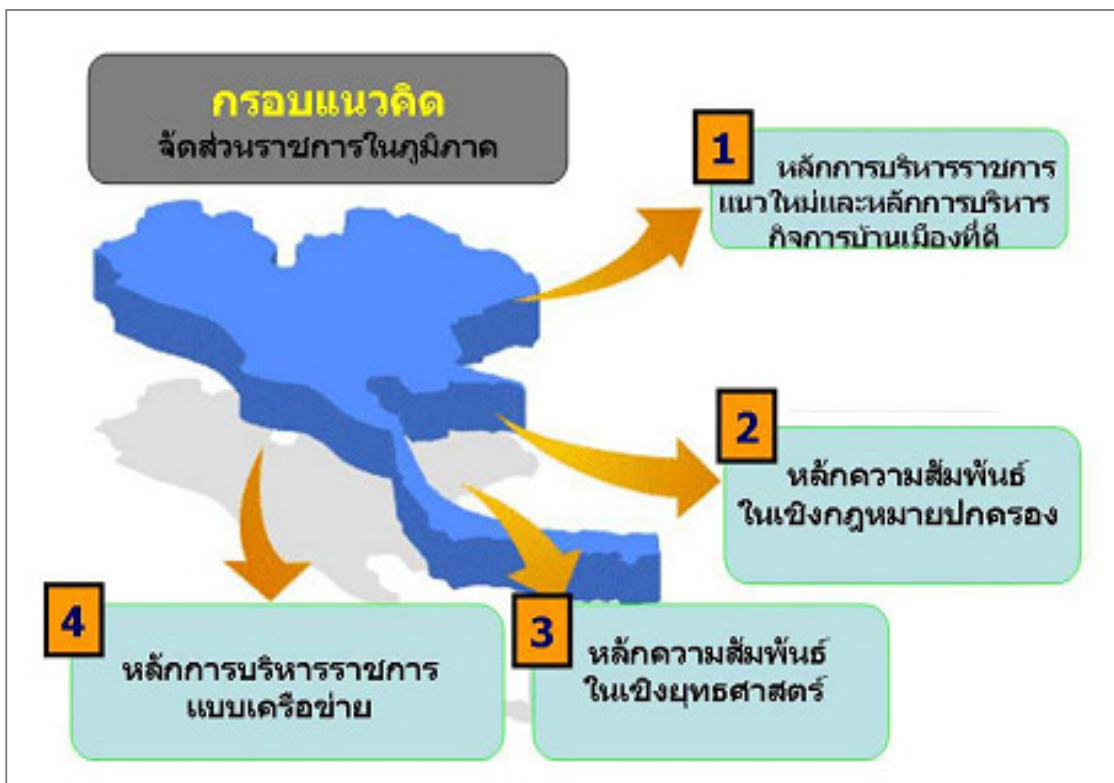 กรอบแนวคิด
จัดส่วนราชการในภูมิภาค
1
หลักการบริหารราชการ
แนวใหม่และหลักการบริหาร
กิจการบ้านเมืองที่ดี
2
หลักความสัมพันธ์
ในเชิงกฎหมายปกครอง
3
หลักความสัมพันธ์
ในเชิงยุทธศาสตร์
4
หลักการบริหารราชการ
แบบเครือข่าย